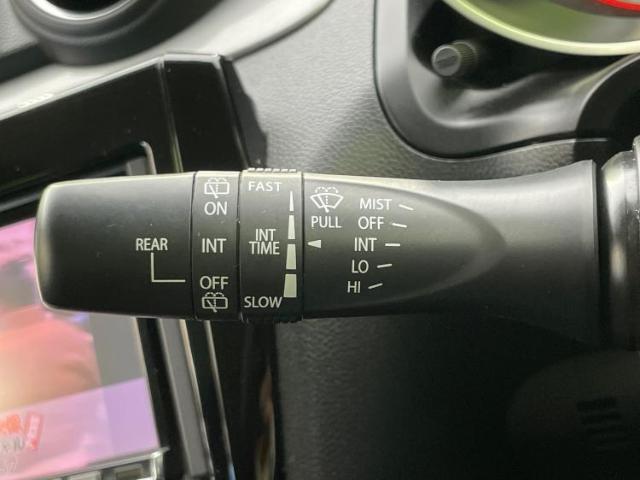 REAR
ON
INT
OFF
FAST
INT
TIME
SLOW
PULL
MIST
OFF
INT
LO
HI